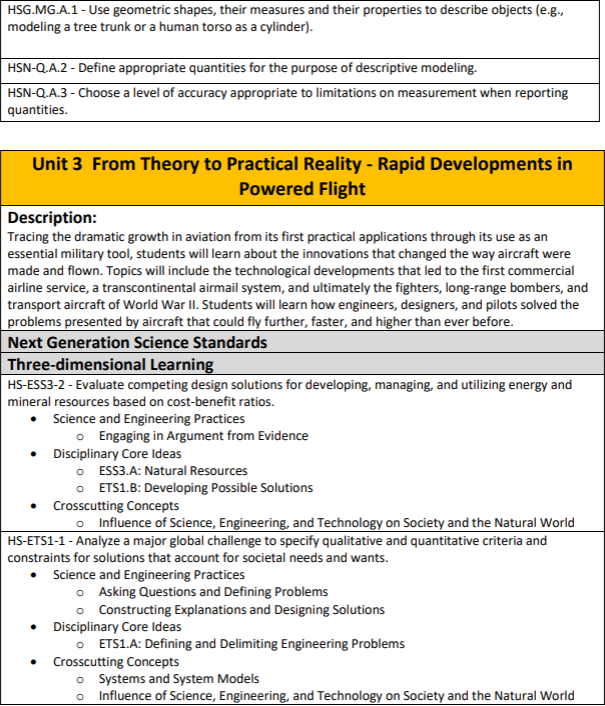 HSG.MG.A.1 - Use geometric shapes, their measures and their properties to describe objects (e.g.,
modeling a tree trunk or a human torso as a cylinder).
HSN-Q.A.2 - Define appropriate quantities for the purpose of descriptive modeling.
HSN-Q.A.3 - Choose a level of accuracy appropriate to limitations on measurement when reporting
quantities.
Unit 3  From Theory to Practical Reality - Rapid Developments in
Powered Flight
Description:
Tracing the dramatic growth in aviation from its first practical applications through its use as an
essential military tool, students will learn about the innovations that changed the way aircraft were
made and flown. Topics will include the technological developments that led to the first commercial
airline service, a transcontinental airmail system, and ultimately the fighters, long-range bombers, and
transport aircraft of World War II. Students will learn how engineers, designers, and pilots solved the
problems presented by aircraft that could fly further, faster, and higher than ever before.
Next Generation Science Standards
Three-dimensional Learning
HS-ESS3-2 - Evaluate competing design solutions for developing, managing, and utilizing energy and
mineral resources based on cost-benefit ratios.
• Science and Engineering Practices
o Engaging in Argument from Evidence
• Disciplinary Core Ideas
o ESS3.A: Natural Resources
o ETS1.B: Developing Possible Solutions
• Crosscutting Concepts
o Influence of Science, Engineering, and Technology on Society and the Natural World
HS-ETS1-1 - Analyze a major global challenge to specify qualitative and quantitative criteria and
constraints for solutions that account for societal needs and wants.
• Science and Engineering Practices
o Asking Questions and Defining Problems
o Constructing Explanations and Designing Solutions
• Disciplinary Core Ideas
o ETS1.A: Defining and Delimiting Engineering Problems
• Crosscutting Concepts
o Systems and System Models
o Influence of Science, Engineering, and Technology on Society and the Natural World